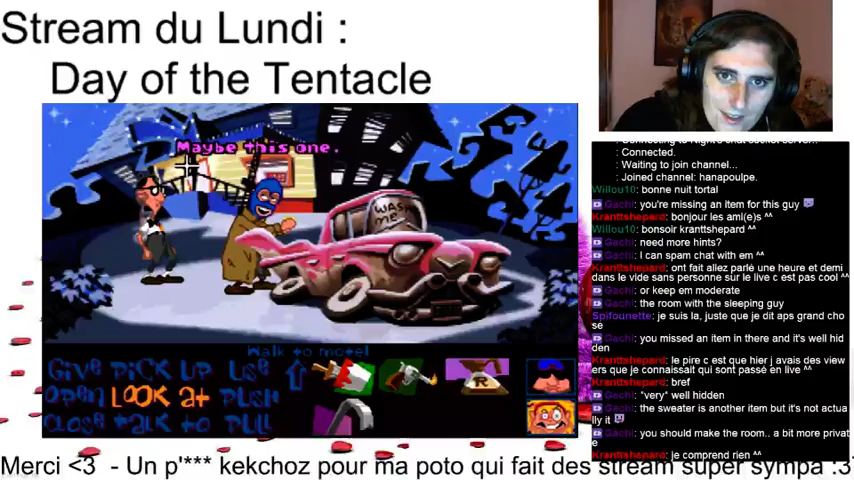 Stream du Lundi :
Day of the Tentacle
Maybe this one.
WASH
ME
Walk to motel
Give Pick up Use
Open Look at Push
Close Talk to Pull
R
Connected.
Waiting to join channel...
Joined channel: hanapoulpe.
Willou10: bonne nuit tortal
Gachi: you're missing an item for this guy
Kranttshepard: bonjour les ami(e)s ^^
Willou10: bonsoir kranttshepard ^^
Gachi: need more hints?
Gachi: I can spam chat with em ^^
Kranttshepard: ont fait allez parlé une heure et demi
dans le vide sans personne sur le live c est pas cool ^^
Gachi: or keep em moderate
Gachi: the room with the sleeping guy
Spifounette: je suis la, juste que je dit aps grand cho
se
Gachi: you missed an item in there and it's well hid
den
Kranttshepard: le pire c est que hier j avais des view
ers que je connaissait qui sont passé en live ^^
Kranttshepard: bref
Gachi: *very* well hidden
Gachi: the sweater is another item but it's not actua
lly it
Gachi: you should make the room.. a bit more privat
e
Kranttshepard: je comprend rien ^^
Merci <3 - Un p'*** kekchoz pour ma poto qui fait des stream super sympa :3